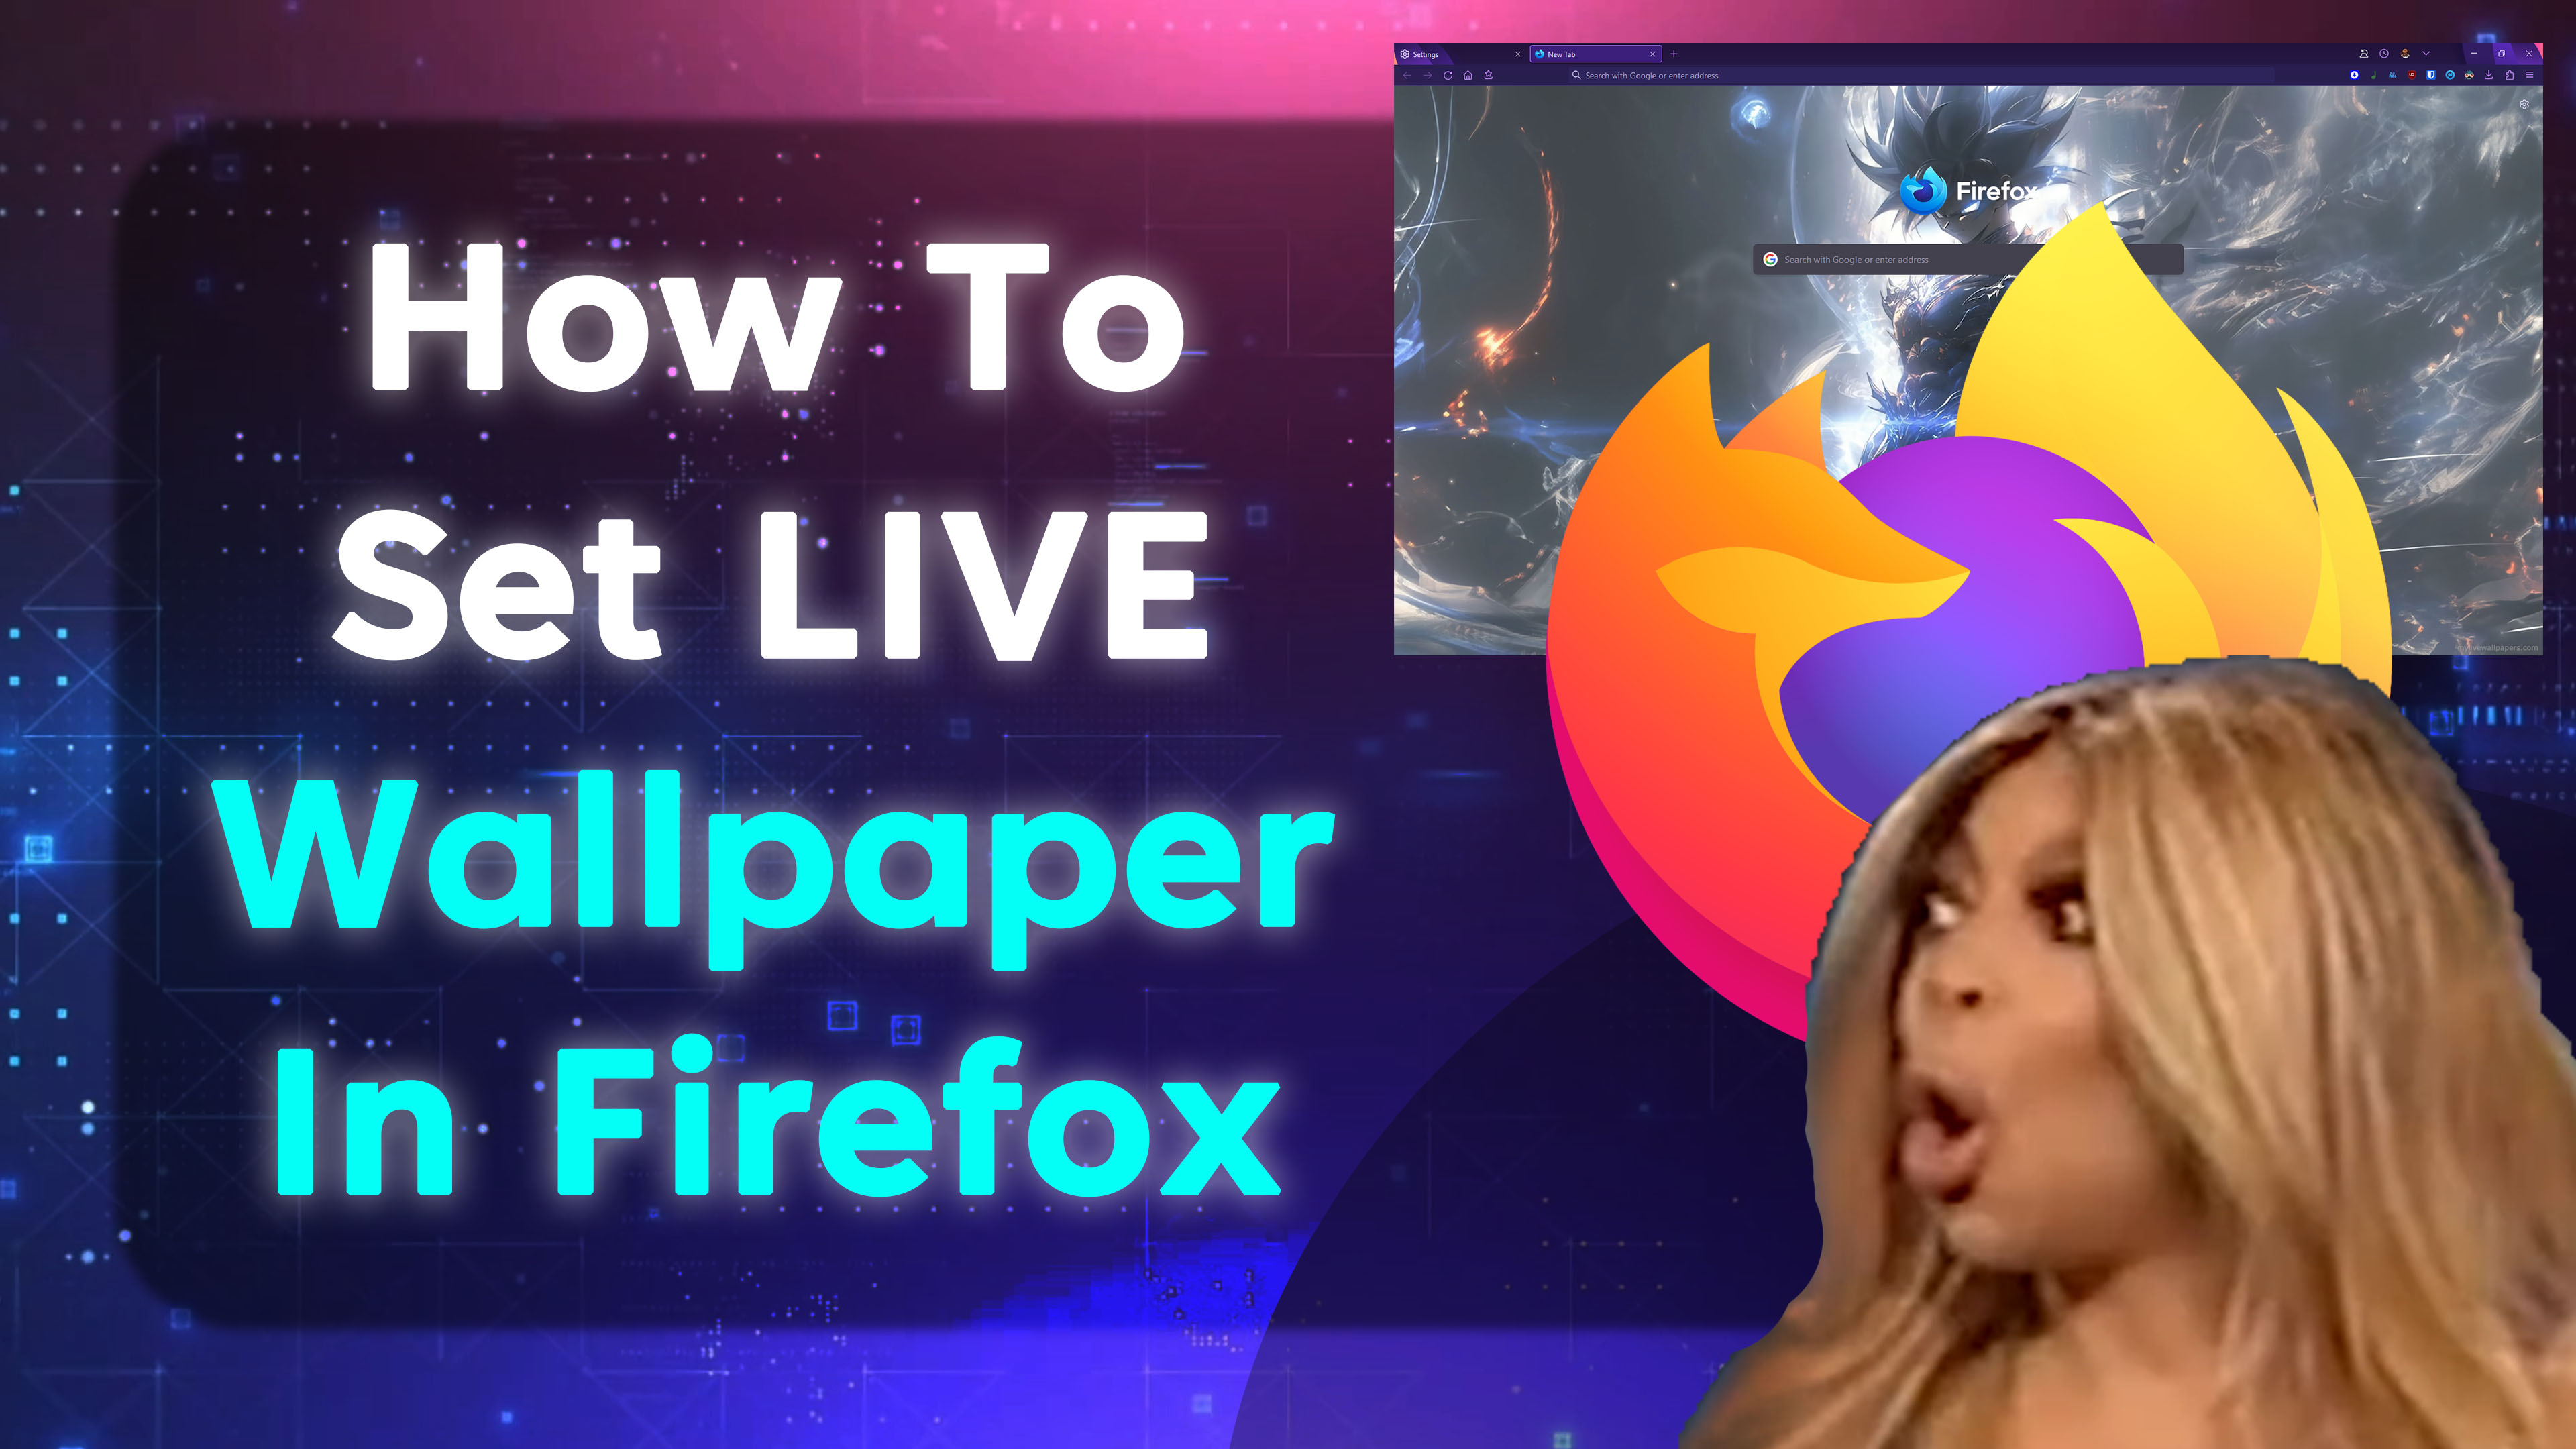 How To
Set LIVE
Wallpaper
In Firefox
Settings
New Tab
Search with Google or enter address
Firefox
Search with Google or enter address